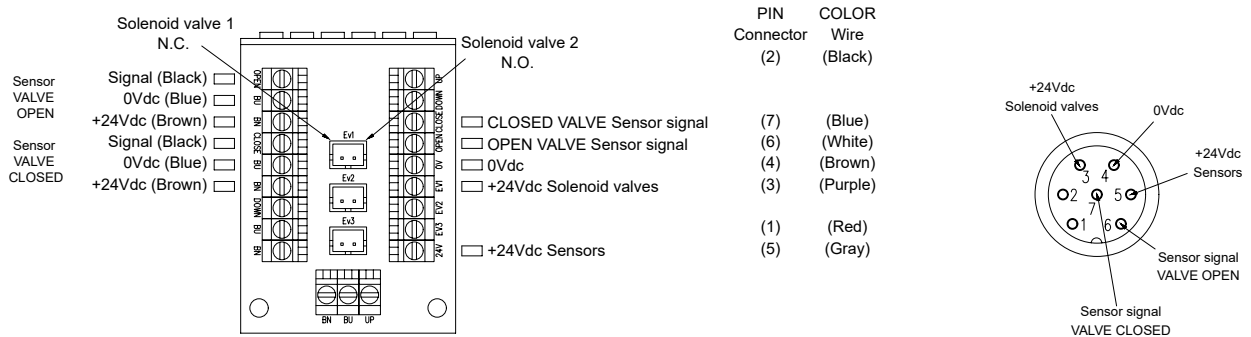 Solenoid valve 1
N.C.
Solenoid valve 2
N.O.
Sensor
VALVE
OPEN
Signal (Black)
0Vdc (Blue)
+24Vdc (Brown)
Sensor
VALVE
CLOSED
Signal (Black)
0Vdc (Blue)
+24Vdc (Brown)
OPEN
BU
BN
CLOSE
BU
BN
DOWN
BU
BN
Ev1
Ev2
Ev3
UP
DOWN
CLOSE
OPEN
0V
EV1
EV2
EV3
24V
BN BU UP
CLOSED VALVE Sensor signal
OPEN VALVE Sensor signal
0Vdc
+24Vdc Solenoid valves
+24Vdc Sensors
PIN COLOR
Connector Wire
(2) (Black)
(7) (Blue)
(6) (White)
(4) (Brown)
(3) (Purple)
(1) (Red)
(5) (Gray)
+24Vdc
Solenoid valves
0Vdc
+24Vdc
Sensors
3 4
2 7 5
1 6
Sensor signal
VALVE OPEN
Sensor signal
VALVE CLOSED